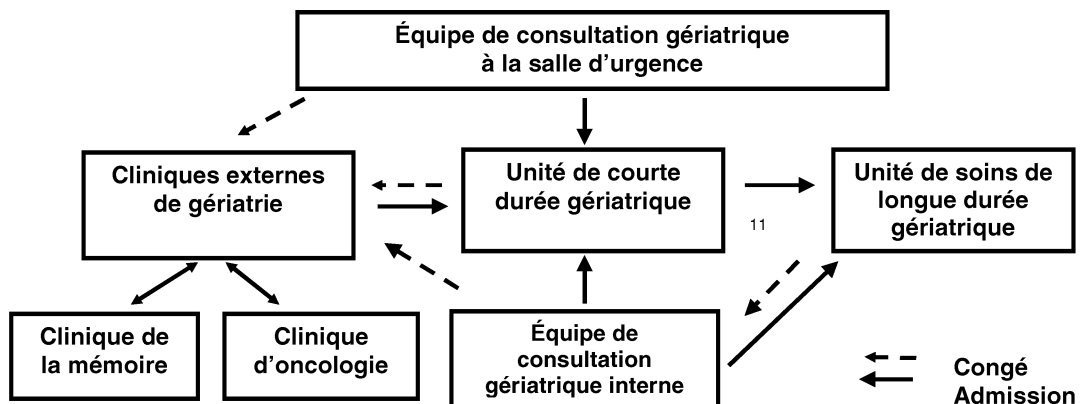 Équipe de consultation gériatrique
à la salle d'urgence
Cliniques externes
de gériatrie
Unité de courte
durée gériatrique
Unité de soins de
longue durée
gériatrique
11
Clinique de
la mémoire
Clinique
d'oncologie
Équipe de
consultation
gériatrique interne
Congé
Admission